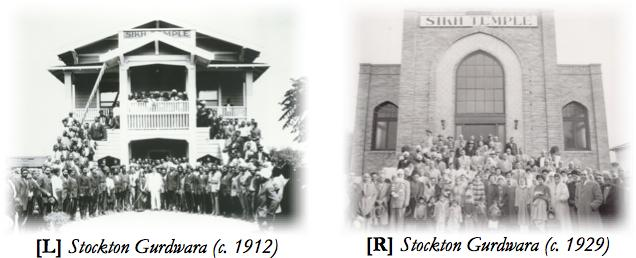 SIKH TEMPLE
SIKH TEMPLE
[L] Stockton Gurdwara (c. 1912)
[R] Stockton Gurdwara (c. 1929)